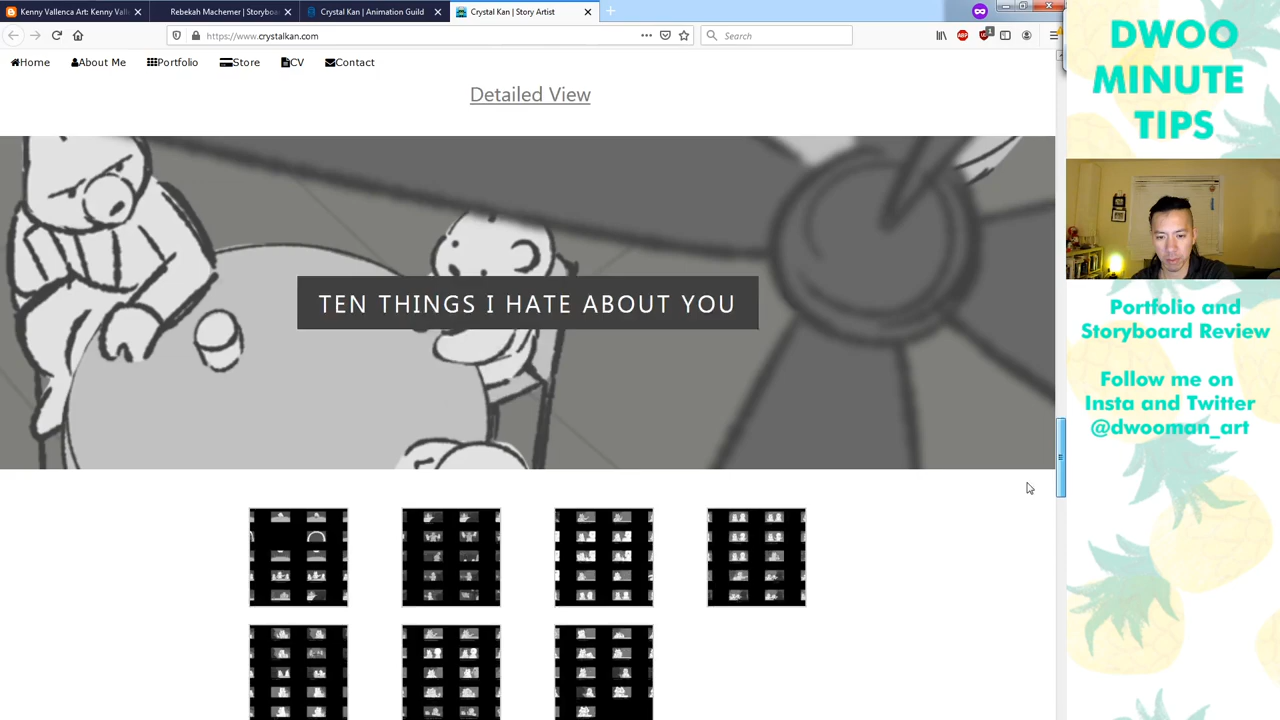 Kenny Vallenca Art: Kenny Valle
Rebekah Machemer | Storyboa
Crystal Kan | Animation Guild
Crystal Kan | Story Artist
https://www.crystalkan.com
Search
Home
About Me
Portfolio
Store
CV
Contact
Detailed View
TEN THINGS I HATE ABOUT YOU
DWOO
MINUTE
TIPS
Portfolio and
Storyboard Review
Follow me on
Insta and Twitter
@dwooman_art